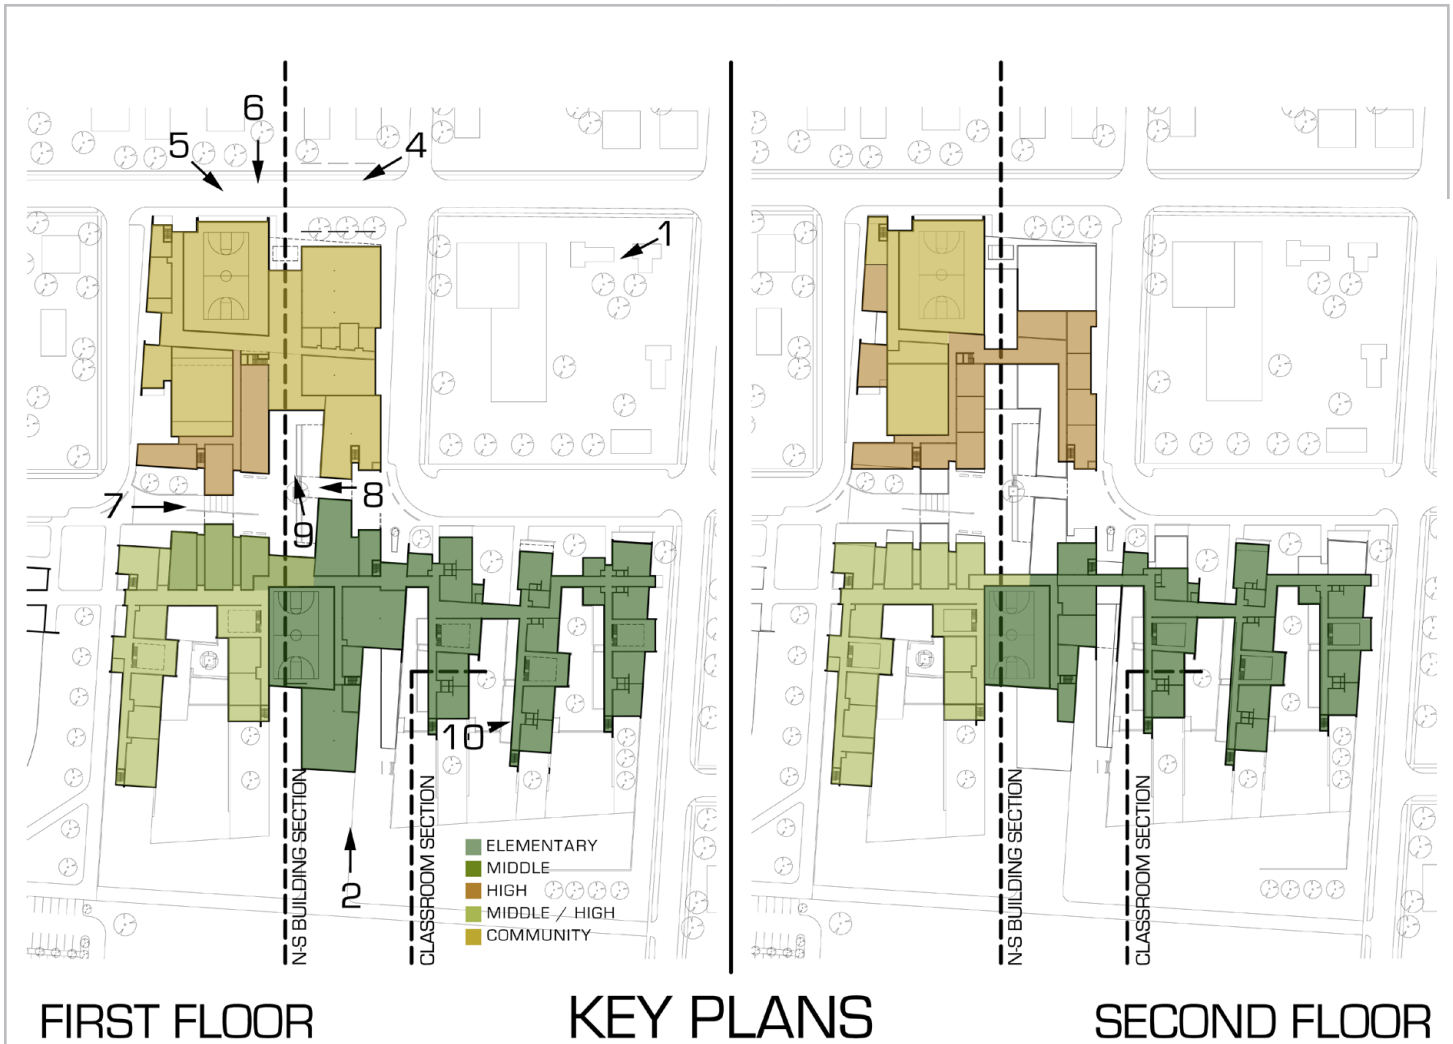 6
5
4
1
7
8
9
10
2
N-S BUILDING SECTION
CLASSROOM SECTION
ELEMENTARY
MIDDLE
HIGH
MIDDLE / HIGH
COMMUNITY
N-S BUILDING SECTION
CLASSROOM SECTION
FIRST FLOOR
KEY PLANS
SECOND FLOOR